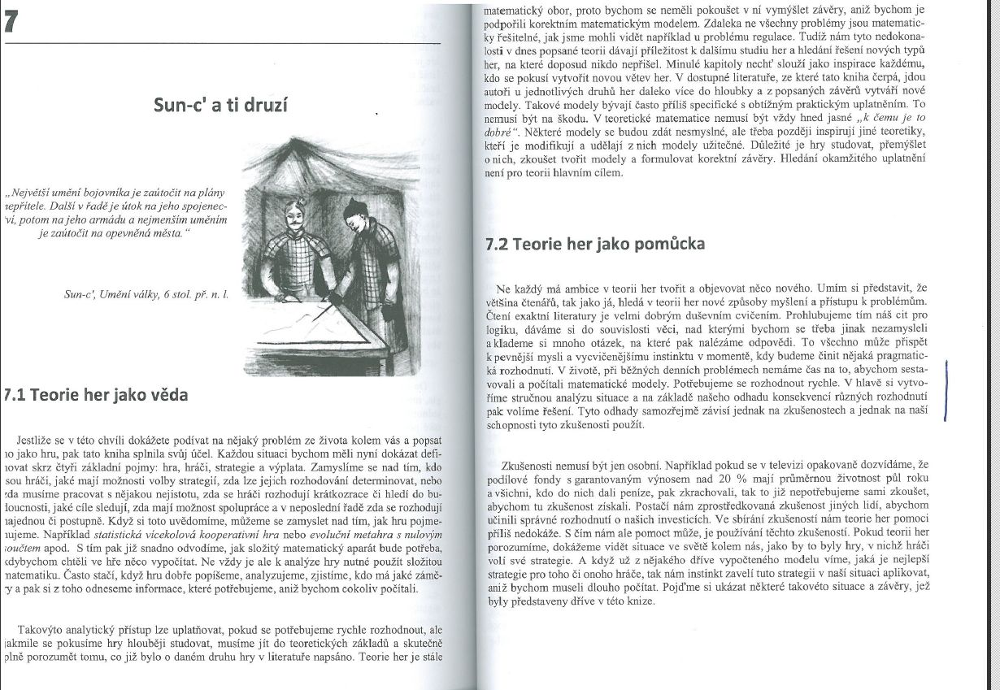 7
Sun-c' a ti druzí
„Největší umění bojovníka je zaútočit na plány
nepřítele. Další v řadě je útok na jeho spojenec-
tví, potom na jeho armádu a nejmenším uměním
je zaútočit na opevněná města.“
Sun-c', Umění války, 6 stol. př. n. l.
7.1 Teorie her jako věda
Jestliže se v této chvíli dokážete podívat na nějaký problém ze života kolem vás a popsat
ho jako hru, pak tato kniha splnila svůj účel. Každou situaci bychom měli nyní dokázat defi-
novat skrz čtyři základní pojmy: hra, hráči, strategie a výplata. Zamyslíme se nad tím, kdo
jsou hráči, jaké mají možnosti volby strategií, zda lze jejich rozhodování determinovat, nebo
zda musíme pracovat s nějakou nejistotu, zda se hráči rozhodují krátkozrace či hledí do bu-
doucnosti, jaké cíle sledují, zda mají možnost spolupráce a v neposlední řadě zda se rozhodují
najednou či postupně. Když si toto uvědomíme, můžeme se zamyslet nad tím, jak hru pojme-
nujeme. Například statistická vícekolová kooperativní hra nebo evoluční metahra s nulovým
součtem apod. S tím pak již snadno odvodíme, jak složitý matematický aparát bude potřeba,
kdybychom chtěli ve hře něco vypočítat. Ne vždy je ale k analýze hry nutné použít složitou
matematiku. Často stačí, když hru dobře popíšeme, analyzujeme, zjistíme, kdo má jaké zámě-
ry a pak si z toho odneseme informace, které potřebujeme, aniž bychom cokoliv počítali.
Takovýto analytický přístup lze uplatňovat, pokud se potřebujeme rychle rozhodnout, ale
jakmile se pokusíme hry hlouběji studovat, musíme jít do teoretických základů a skutečně
plně porozumět tomu, co již bylo o daném druhu hry v literatuře napsáno. Teorie her je stále
matematický obor, proto bychom se neměli pokoušet v ní vymýšlet závěry, aniž bychom je
podpořili korektním matematickým modelem. Zdaleka ne všechny problémy jsou matematic-
ky řešitelné, jak jsme mohli vidět například u problému regulace. Tudíž nám tyto nedokona-
losti v dnes popsané teorii dávají příležitost k dalšímu studiu her a hledání řešení nových typů
her, na které doposud nikdo nepřišel. Minulé kapitoly nechť slouží jako inspirace každému,
kdo se pokusí vytvořit novou větev her. V dostupné literatuře, ze které tato kniha čerpá, jdou
autoři u jednotlivých druhů her daleko více do hloubky a z popsaných závěrů vytváří nové
modely. Takové modely bývají často příliš specifické s obtížným praktickým uplatněním. To
nemusí být na škodu. V teoretické matematice nemusí být vždy hned jasné „k čemu je to
dobré“. Některé modely se budou zdát nesmyslné, ale třeba později inspirují jiné teoretiky,
kteří je modifikují a udělají z nich modely užitečné. Důležité je hry studovat, přemýšlet
o nich, zkoušet tvořit modely a formulovat korektní závěry. Hledání okamžitého uplatnění
není pro teorii hlavním cílem.
7.2 Teorie her jako pomůcka
Ne každý má ambice v teorii her tvořit a objevovat něco nového. Umím si představit, že
většina čtenářů, tak jako já, hledá v teorii her nové způsoby myšlení a přístupu k problémům.
Čtení exaktní literatury je velmi dobrým duševním cvičením. Prohlubujeme tím náš cit pro
logiku, dáváme si do souvislosti věci, nad kterými bychom se třeba jinak nezamysleli
a klademe si mnoho otázek, na které pak nalézáme odpovědi. To všechno může přispět
k pevnější mysli a vycvičenějšímu instinktu v momentě, kdy budeme činit nějaká pragmatic-
ká rozhodnutí. V životě, při běžných denních problémech nemáme čas na to, abychom sesta-
vovali a počítali matematické modely. Potřebujeme se rozhodnout rychle. V hlavě si vytvo-
říme stručnou analýzu situace a na základě našeho odhadu konsekvencí různých rozhodnutí
pak volíme řešení. Tyto odhady samozřejmě závisí jednak na zkušenostech a jednak na naší
schopnosti tyto zkušenosti použít.
Zkušenosti nemusí být jen osobní. Například pokud se v televizi opakovaně dozvídáme, že
podílové fondy s garantovaným výnosem nad 20 % mají průměrnou životnost půl roku
a všichni, kdo do nich dali peníze, pak zkrachovali, tak to již nepotřebujeme sami zkoušet,
abychom tu zkušenost získali. Postačí nám zprostředkovaná zkušenost jiných lidí, abychom
učinili správné rozhodnutí o našich investicích. Ve sbírání zkušeností nám teorie her pomoci
příliš nedokáže. S čím nám ale pomoct může, je používání těchto zkušeností. Pokud teorii her
porozumíme, dokážeme vidět situace ve světě kolem nás, jako by to byly hry, v nichž hráči
volí své strategie. A když už z nějakého dříve vypočteného modelu víme, jaká je nejlepší
strategie pro toho či onoho hráče, tak nám instinkt zavelí tuto strategii v naší situaci aplikovat,
aniž bychom museli dlouho počítat. Pojďme si ukázat některé takovéto situace a závěry, jež
byly představeny dříve v této knize.